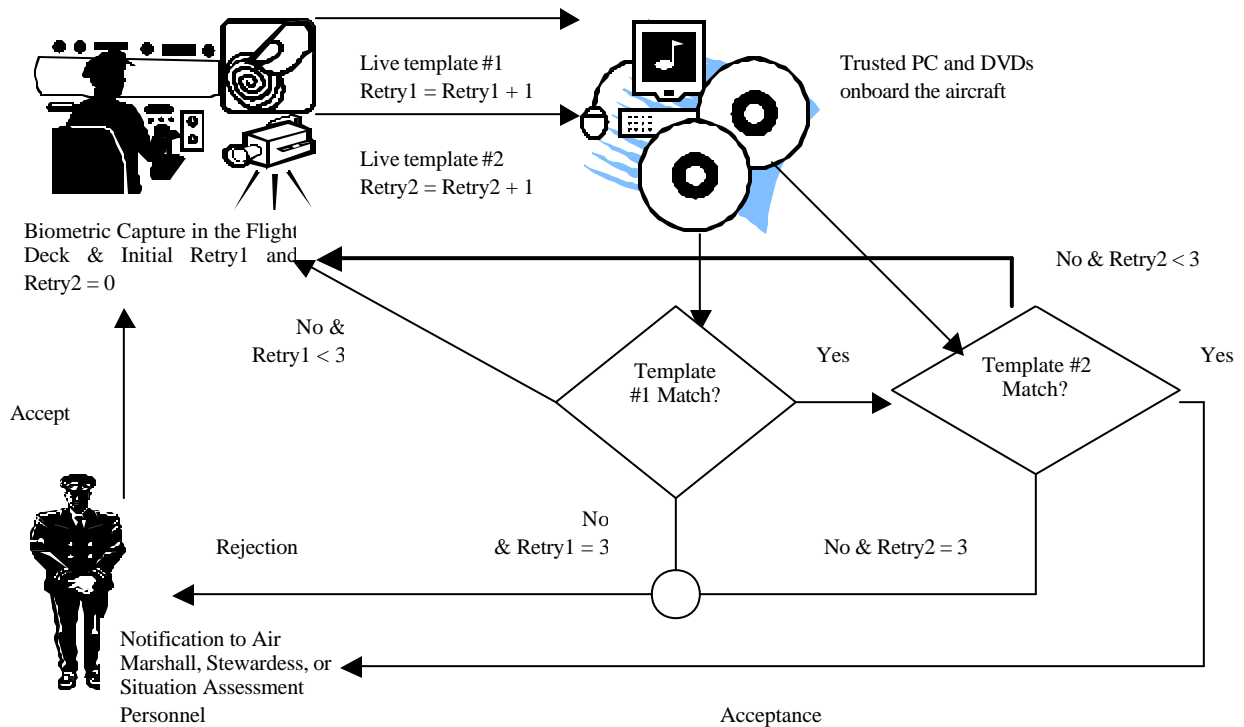 Live template #1
Retry1 = Retry1 + 1
Trusted PC and DVDs
onboard the aircraft
Live template #2
Retry2 = Retry2 + 1
Biometric Capture in the Flight
Deck & Initial Retry1 and
Retry2 = 0
No & Retry2 < 3
No &
Retry1 < 3
Template
#1 Match?
Yes
Template #2
Match?
Yes
Accept
No
& Retry1 = 3
Rejection
No & Retry2 = 3
Notification to Air
Marshall, Stewardess, or
Situation Assessment
Personnel
Acceptance